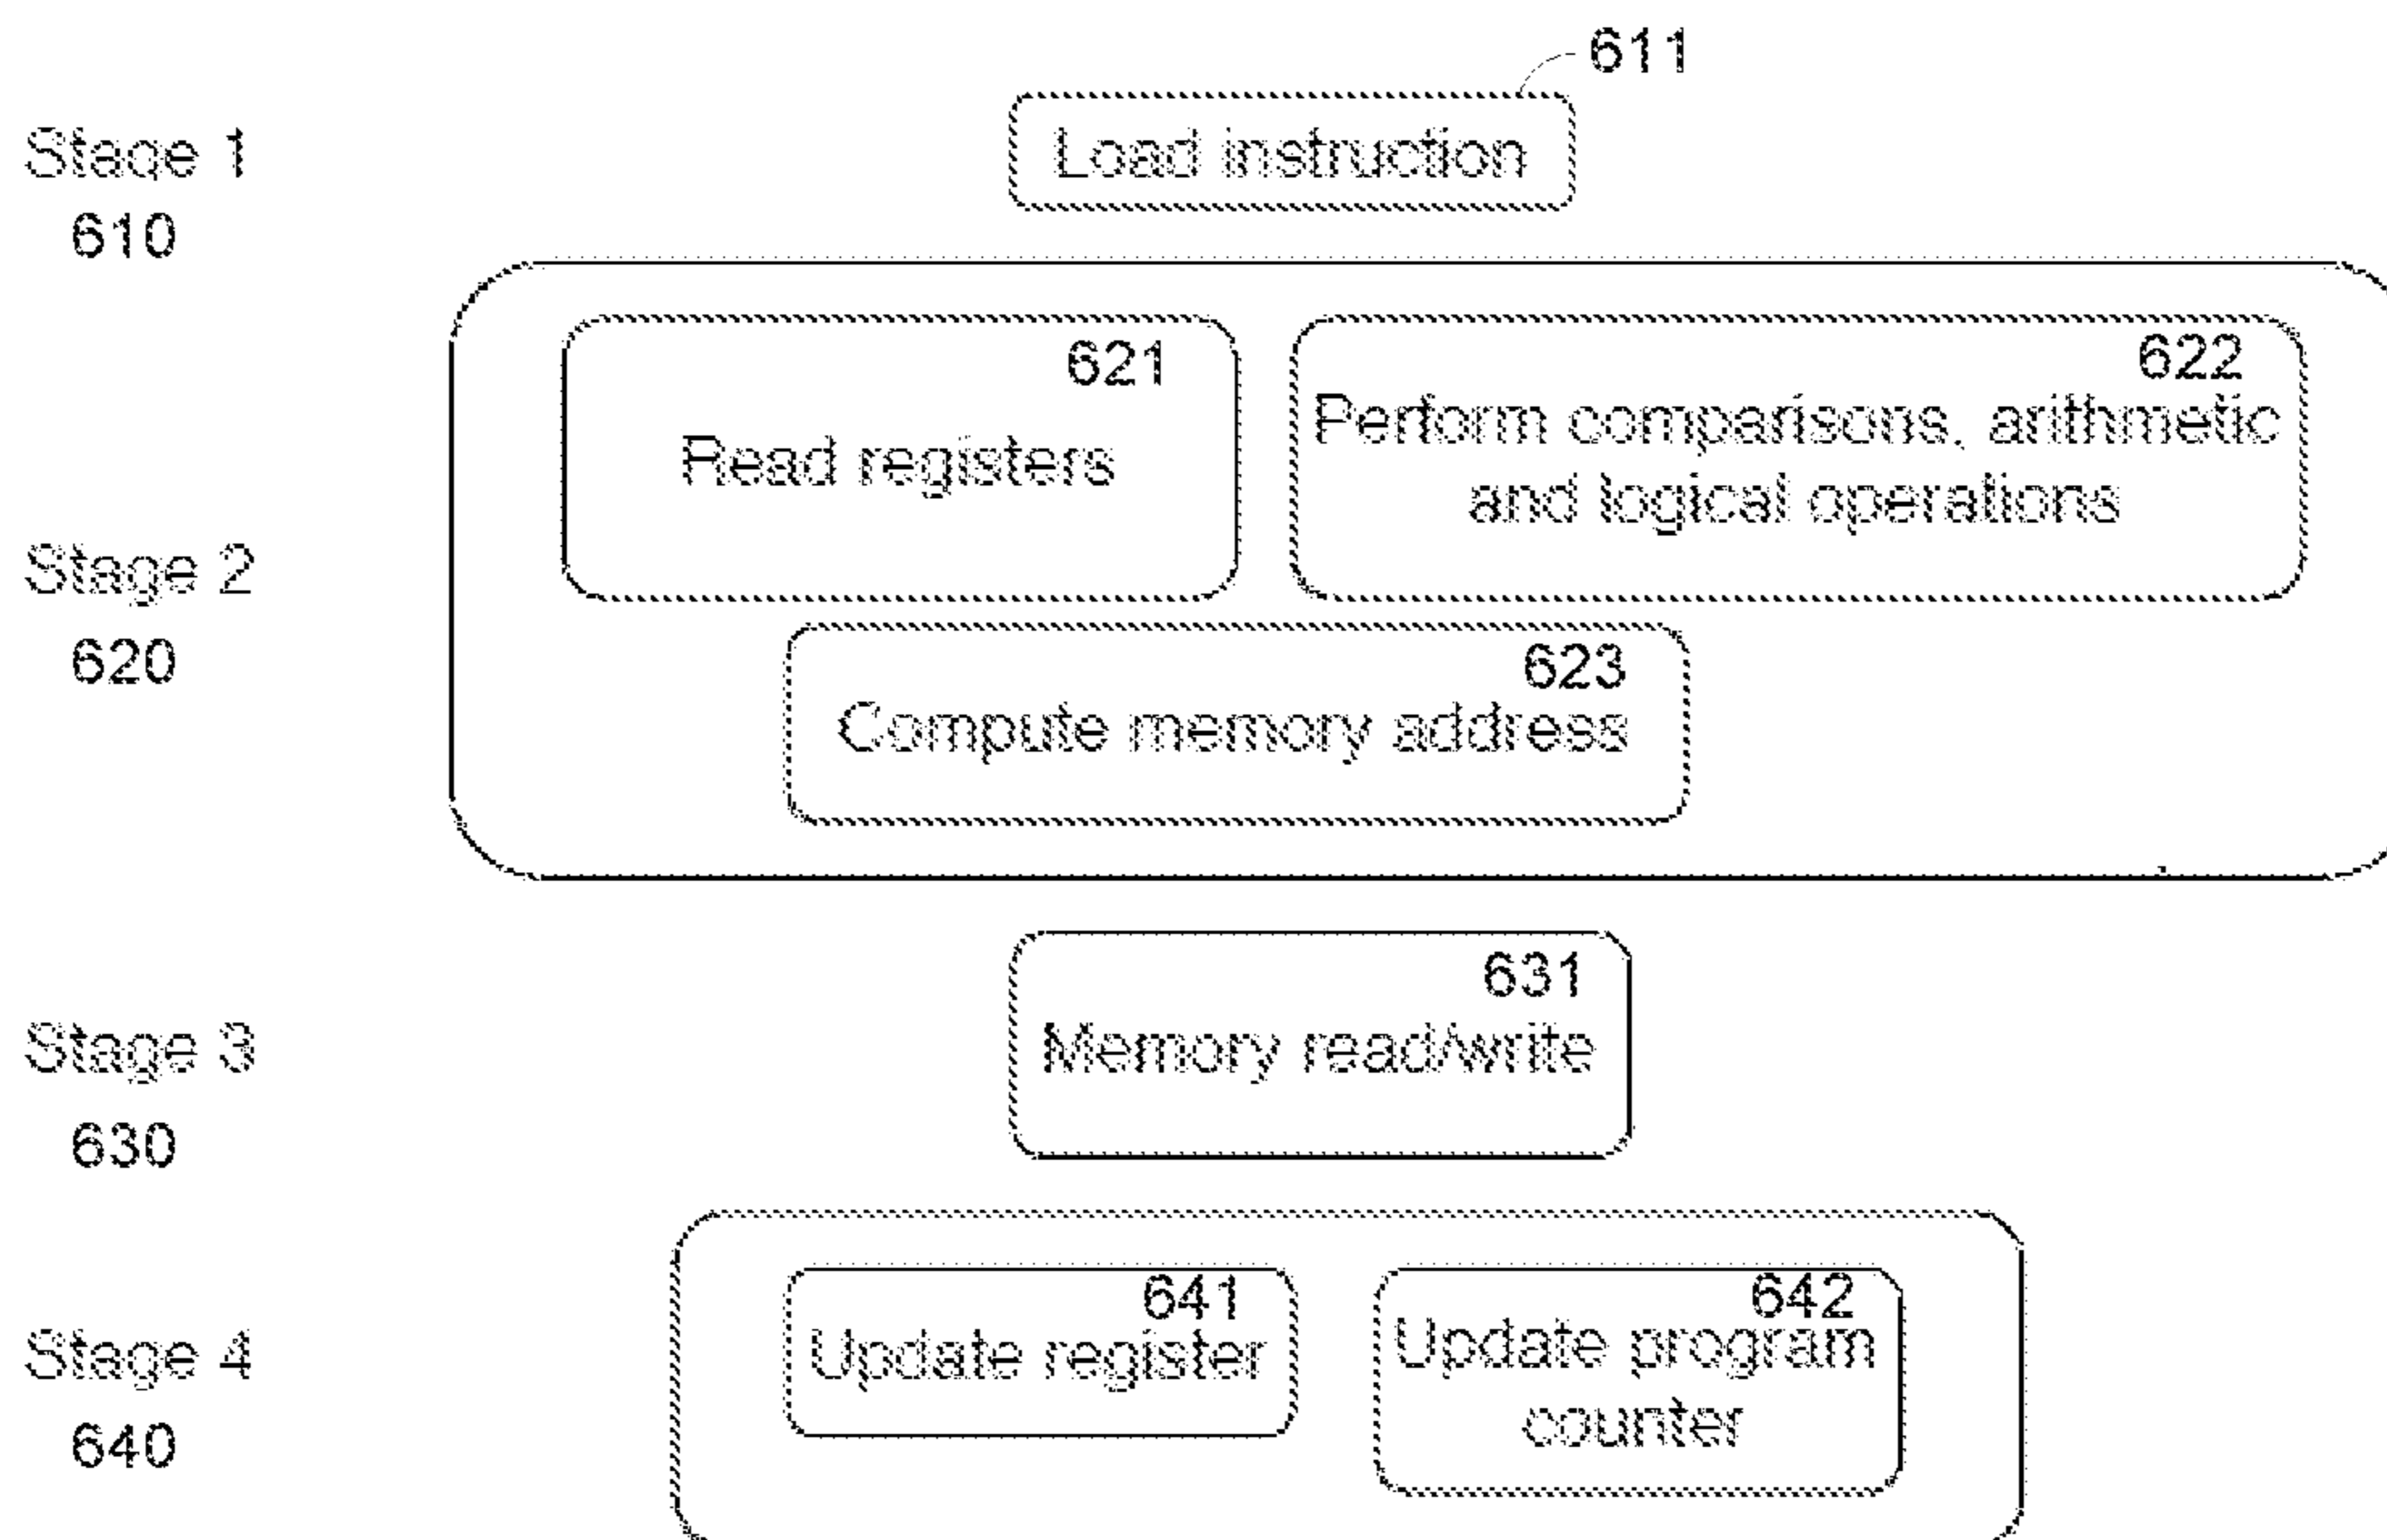 611
Stage 1
Load instruction
610
621
622
Read registers
Perform comparisons, arithmetic
and logical operations
Stage 2
620
623
Compute memory address
631
Stage 3
Memory read/write
630
641
642
Stage 4
Update register
Update program
counter
640